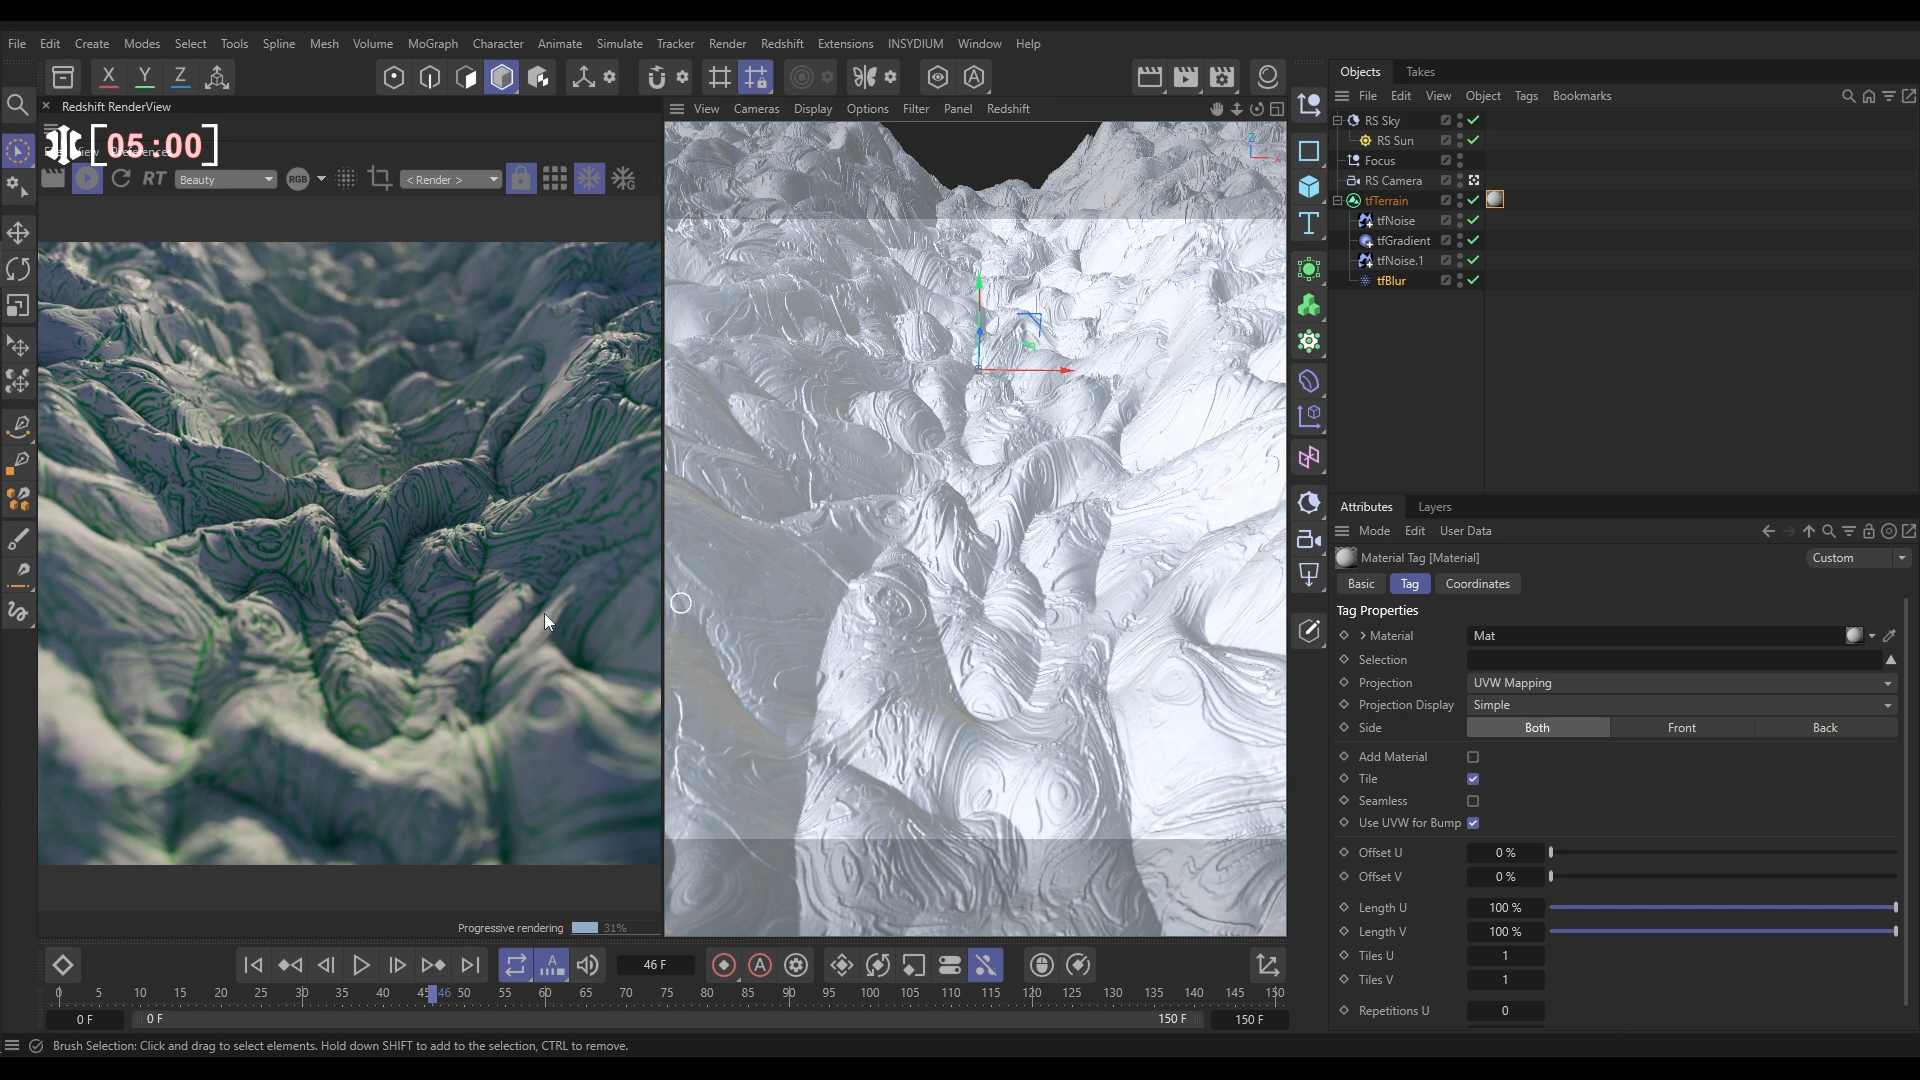 File Edit Create Modes Select Tools Spline Mesh Volume MoGraph Character Animate Simulate Tracker Render Redshift Extensions INSYDIUM Window Help
X Y Z
Redshift RenderView
[05:00]
Preferences
RT Beauty RGB < Render >
View Cameras Display Options Filter Panel Redshift
Z
X
Progressive rendering 31%
Objects Takes
File Edit View Object Tags Bookmarks
RS Sky
RS Sun
Focus
RS Camera
tfTerrain
tfNoise
tfGradient
tfNoise.1
tfBlur
Attributes Layers
Mode Edit User Data
Material Tag [Material] Custom
Basic Tag Coordinates
Tag Properties
Material Mat
Selection
Projection UVW Mapping
Projection Display Simple
Side Both Front Back
Add Material
Tile
Seamless
Use UVW for Bump
Offset U 0 %
Offset V 0 %
Length U 100 %
Length V 100 %
Tiles U 1
Tiles V 1
Repetitions U 0
46 F
0 5 10 15 20 25 30 35 40 45 46 50 55 60 65 70 75 80 85 90 95 100 105 110 115 120 125 130 135 140 145 150
0 F 0 F 150 F 150 F
Brush Selection: Click and drag to select elements. Hold down SHIFT to add to the selection, CTRL to remove.